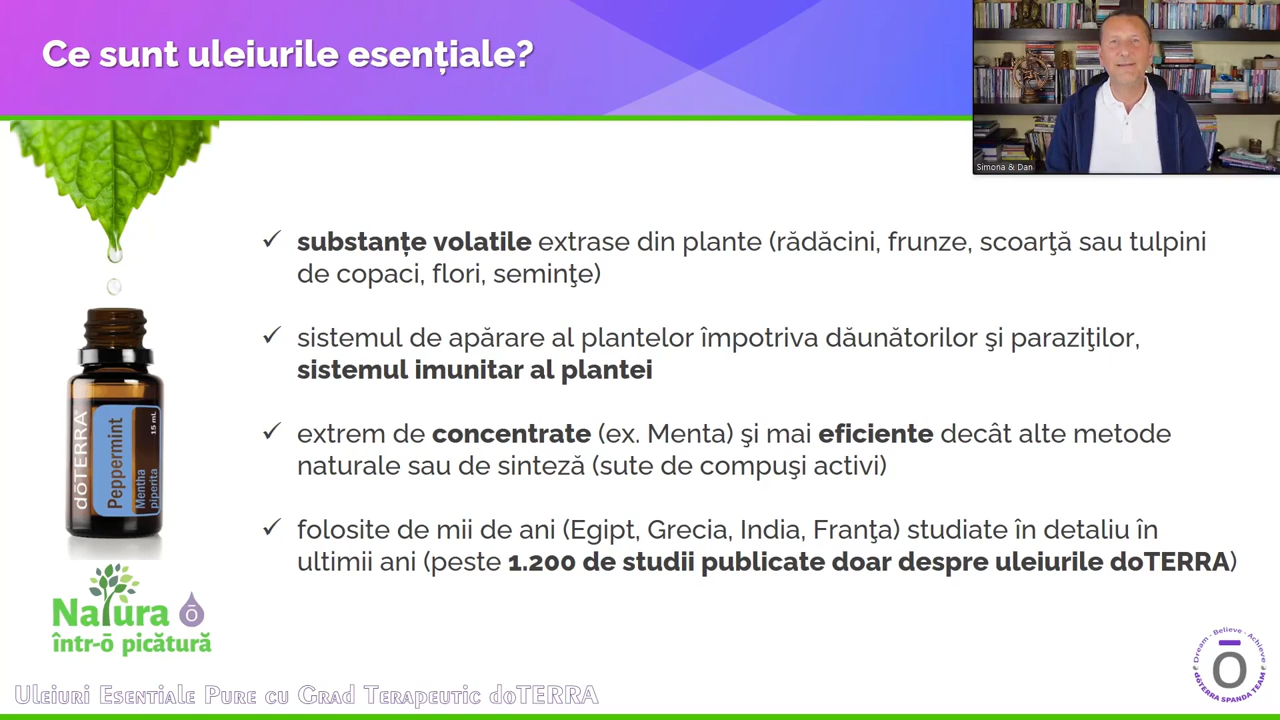 Ce sunt uleiurile esențiale?
Simona & Dan
✓ substanțe volatile extrase din plante (rădăcini, frunze, scoarţă sau tulpini
de copaci, flori, seminţe)
✓ sistemul de apărare al plantelor împotriva dăunătorilor şi paraziţilor,
sistemul imunitar al plantei
✓ extrem de concentrate (ex. Menta) şi mai eficiente decât alte metode
naturale sau de sinteză (sute de compuşi activi)
✓ folosite de mii de ani (Egipt, Grecia, India, Franţa) studiate în detaliu în
ultimii ani (peste 1.200 de studii publicate doar despre uleiurile doTERRA)
dōTERRA
Peppermint
Mentha
piperita
15 mL
Natura ō
într-ō picătură
Uleiuri Esentiale Pure cu Grad Terapeutic doTERRA
Dream - Believe - Achieve
Ō
dōTERRA SPANDA TEAM